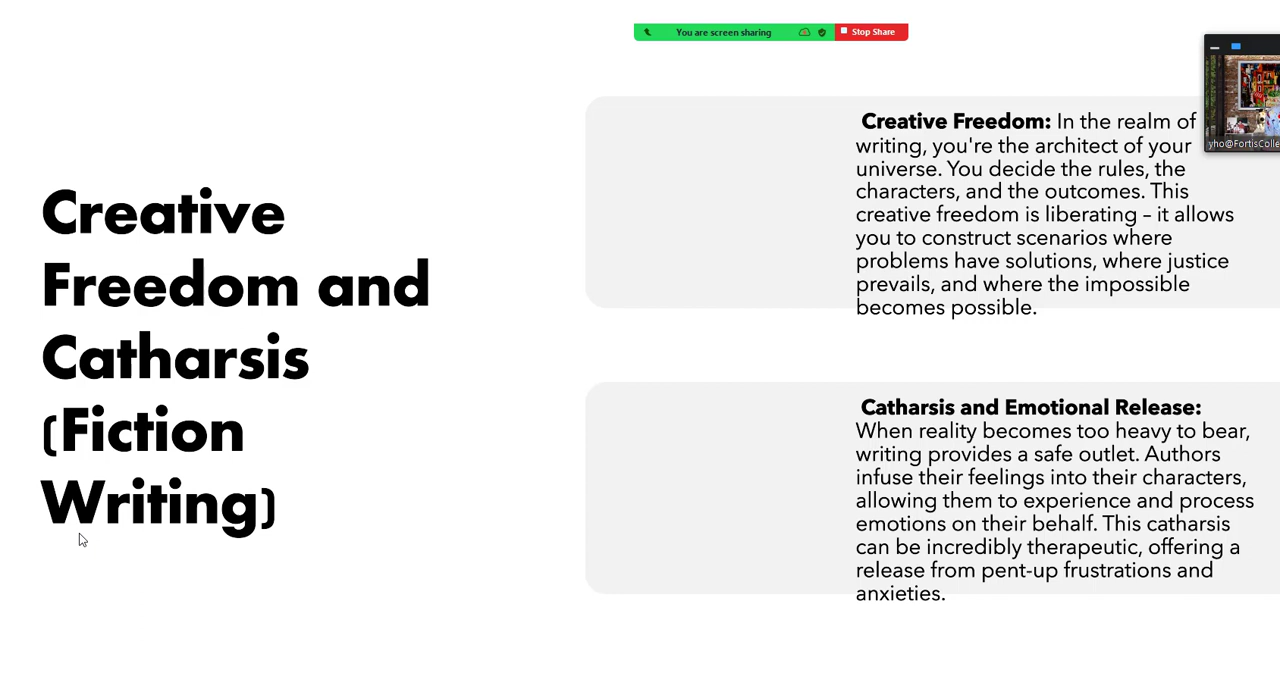 You are screen sharing
Stop Share
Creative
Freedom and
Catharsis
(Fiction
Writing)
Creative Freedom: In the realm of
writing, you're the architect of your
universe. You decide the rules, the
characters, and the outcomes. This
creative freedom is liberating – it allows
you to construct scenarios where
problems have solutions, where justice
prevails, and where the impossible
becomes possible.
Catharsis and Emotional Release:
When reality becomes too heavy to bear,
writing provides a safe outlet. Authors
infuse their feelings into their characters,
allowing them to experience and process
emotions on their behalf. This catharsis
can be incredibly therapeutic, offering a
release from pent-up frustrations and
anxieties.
yho@FortisColle